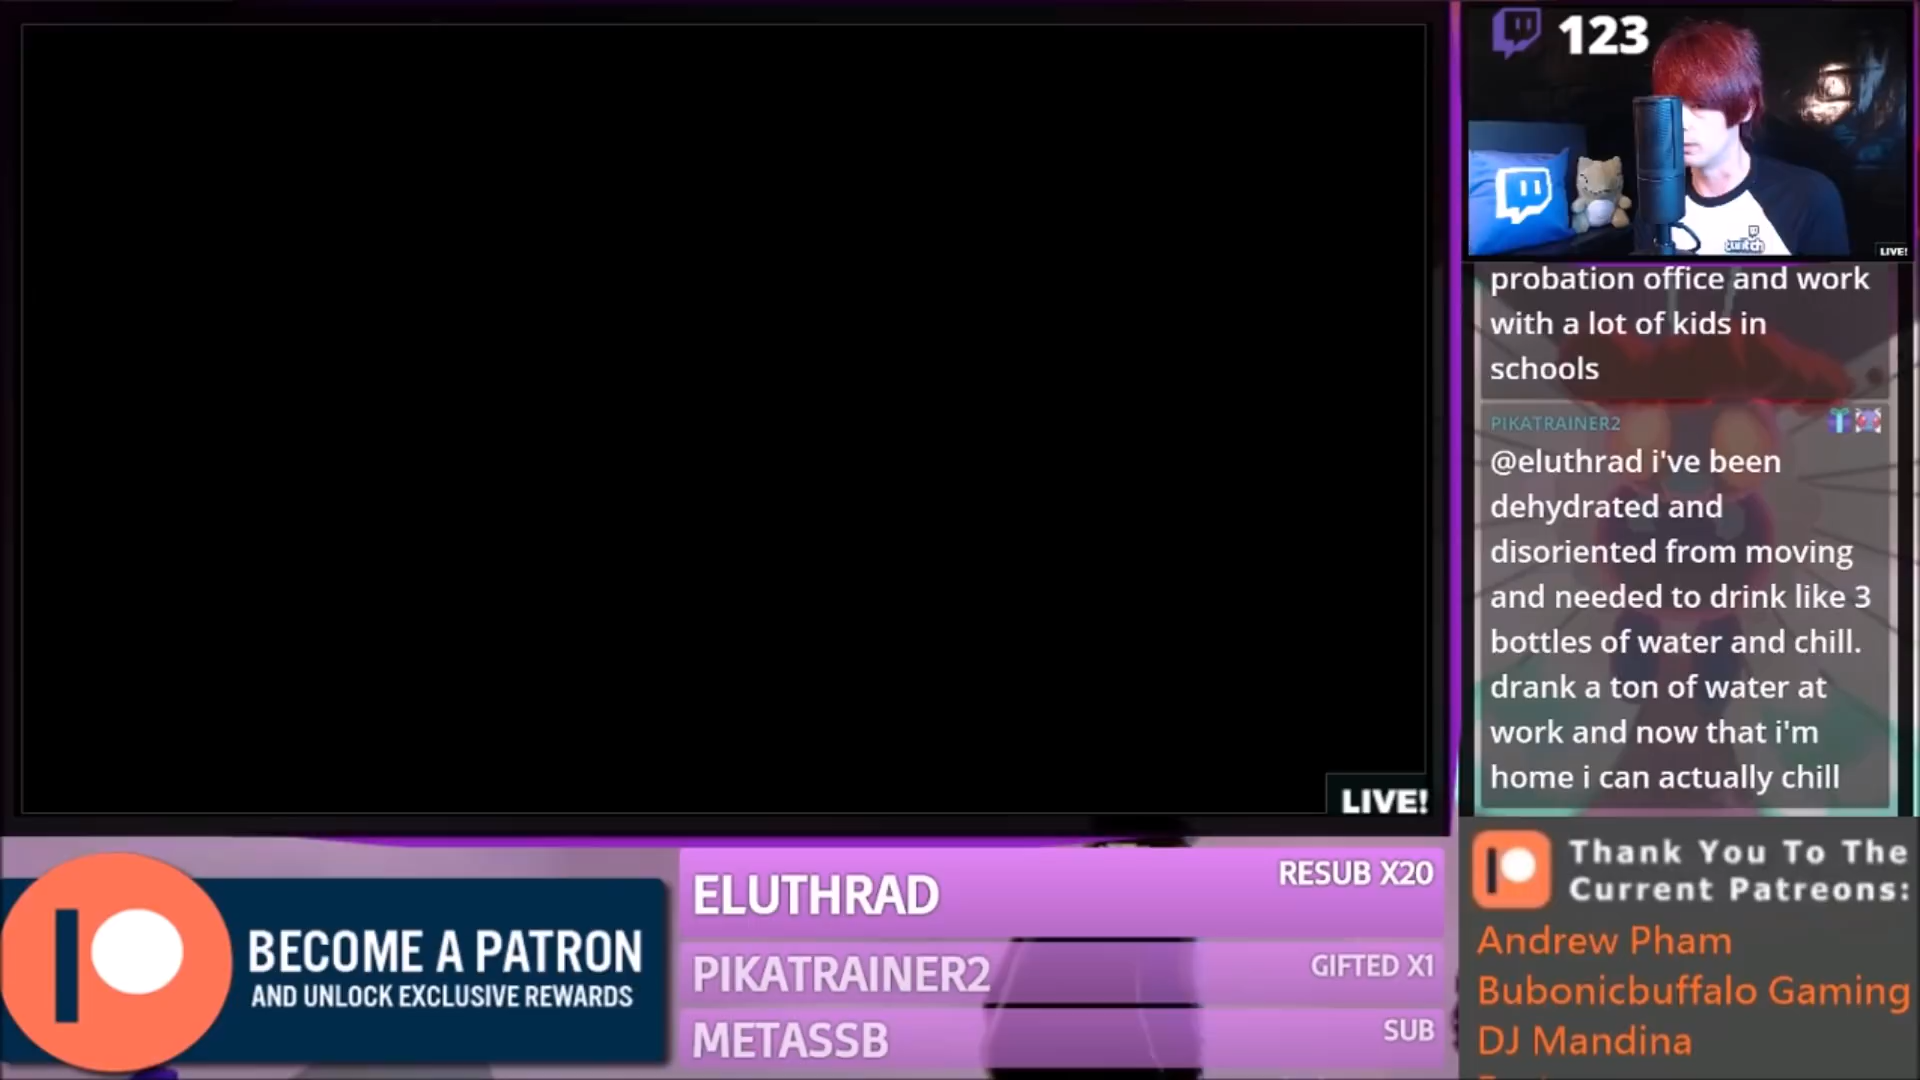 123
LIVE!
probation office and work
with a lot of kids in
schools
PIKATRAINER2
@eluthrad i've been
dehydrated and
disoriented from moving
and needed to drink like 3
bottles of water and chill.
drank a ton of water at
work and now that i'm
home i can actually chill
LIVE!
BECOME A PATRON
AND UNLOCK EXCLUSIVE REWARDS
ELUTHRAD
RESUB X20
PIKATRAINER2
GIFTED X1
METASSB
SUB
Thank You To The
Current Patreons:
Andrew Pham
Bubonicbuffalo Gaming
DJ Mandina
twitch